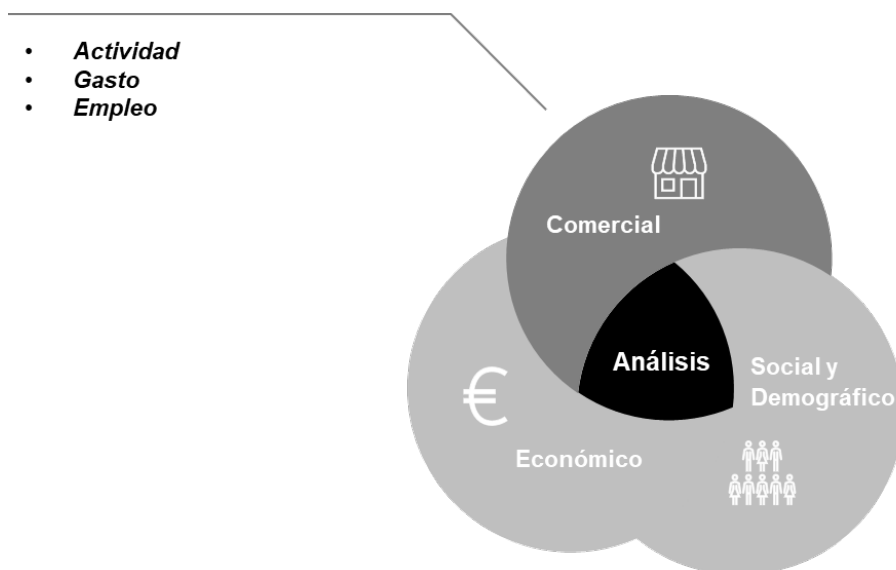 • Actividad
• Gasto
• Empleo
Comercial
Análisis
Social y
Demográfico
€
Económico